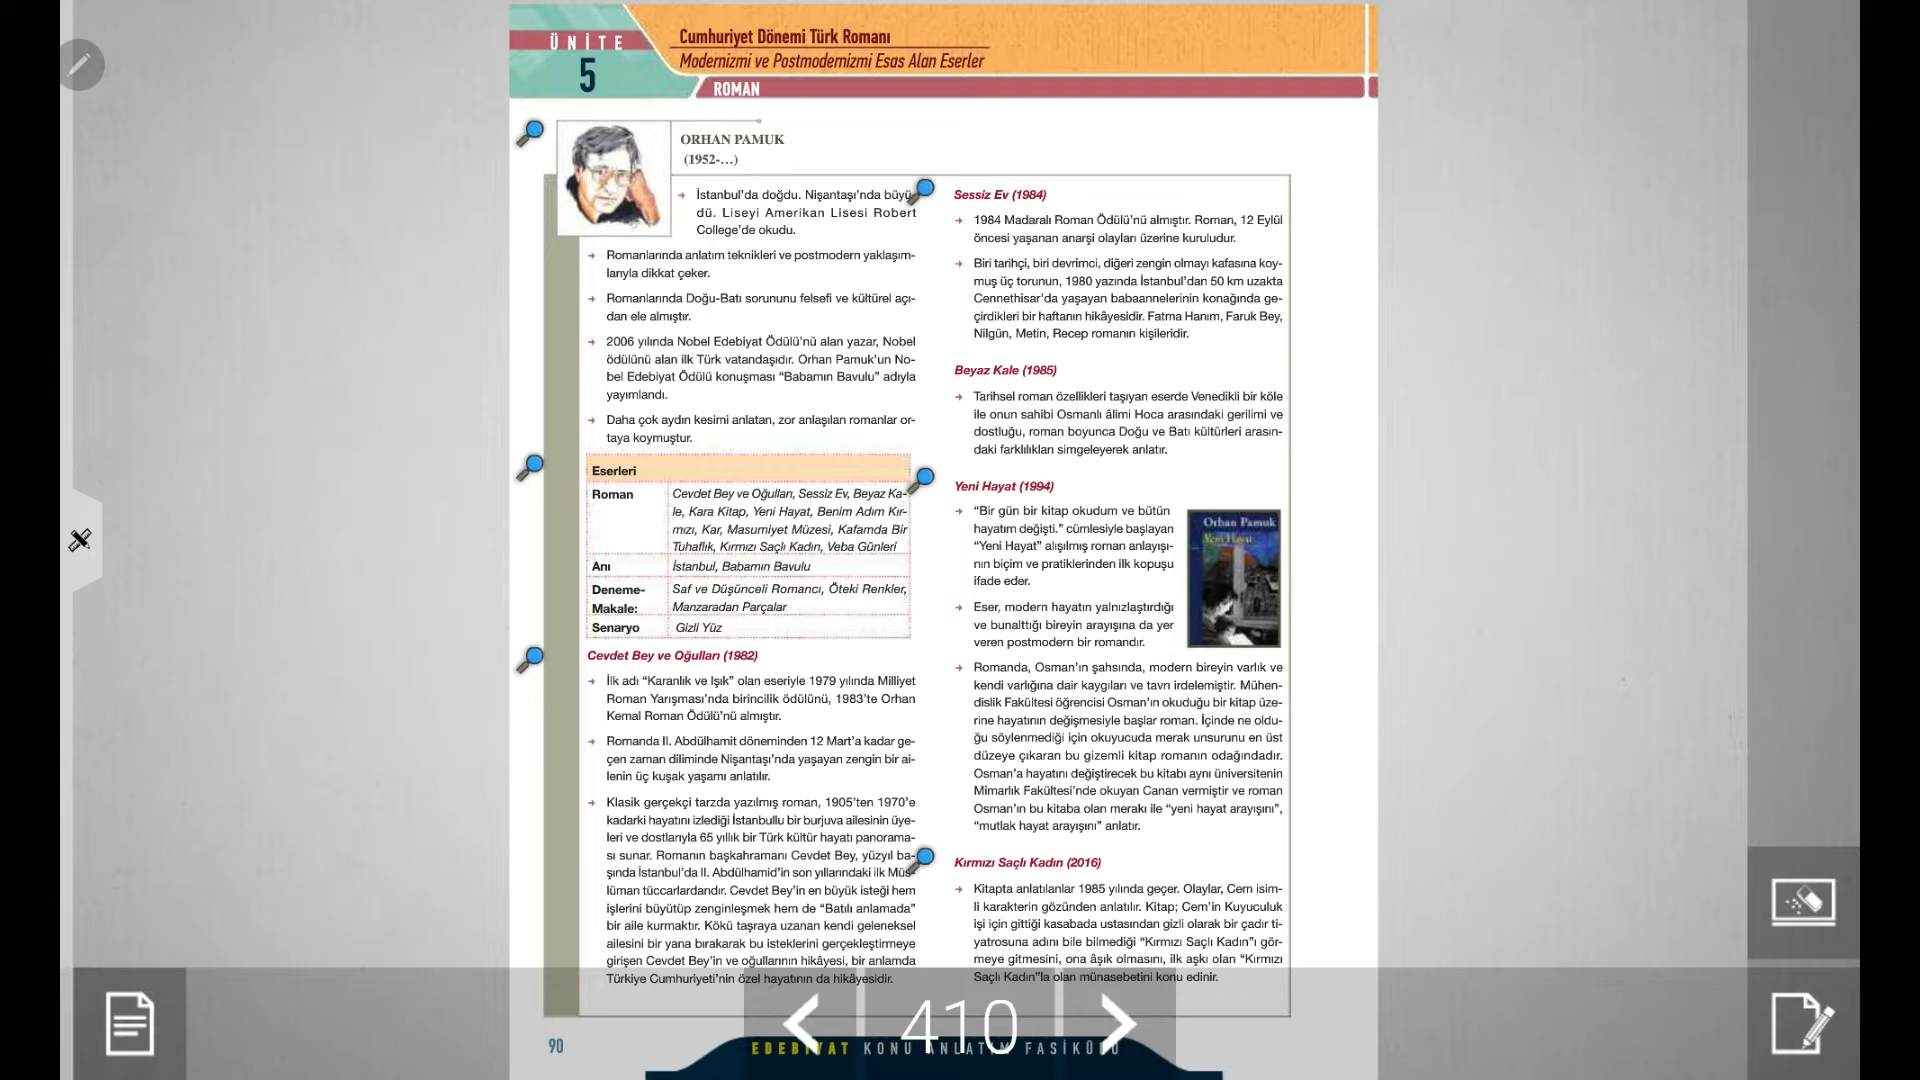 ÜNİTE
5
Cumhuriyet Dönemi Türk Romanı
Modernizmi ve Postmodernizmi Esas Alan Eserler
ROMAN
ORHAN PAMUK
(1952-...)
→ İstanbul'da doğdu. Nişantaşı'nda büyü-
dü. Liseyi Amerikan Lisesi Robert
College'de okudu.
→ Romanlarında anlatım teknikleri ve postmodern yaklaşım-
larıyla dikkat çeker.
→ Romanlarında Doğu-Batı sorununu felsefi ve kültürel açı-
dan ele almıştır.
→ 2006 yılında Nobel Edebiyat Ödülü'nü alan yazar, Nobel
ödülünü alan ilk Türk vatandaşıdır. Orhan Pamuk'un No-
bel Edebiyat Ödülü konuşması “Babamın Bavulu” adıyla
yayımlandı.
→ Daha çok aydın kesimi anlatan, zor anlaşılan romanlar or-
taya koymuştur.
Eserleri
Roman
Cevdet Bey ve Oğulları, Sessiz Ev, Beyaz Ka-
le, Kara Kitap, Yeni Hayat, Benim Adım Kır-
mızı, Kar, Masumiyet Müzesi, Kafamda Bir
Tuhaflık, Kırmızı Saçlı Kadın, Veba Günleri
Anı
İstanbul, Babamın Bavulu
Deneme-
Makale:
Saf ve Düşünceli Romancı, Öteki Renkler,
Manzaradan Parçalar
Senaryo
Gizli Yüz
Cevdet Bey ve Oğulları (1982)
→ İlk adı “Karanlık ve Işık” olan eseriyle 1979 yılında Milliyet
Roman Yarışması'nda birincilik ödülünü, 1983'te Orhan
Kemal Roman Ödülü'nü almıştır.
→ Romanda II. Abdülhamit döneminden 12 Mart'a kadar ge-
çen zaman diliminde Nişantaşı'nda yaşayan zengin bir ai-
lenin üç kuşak yaşamı anlatılır.
→ Klasik gerçekçi tarzda yazılmış roman, 1905'ten 1970'e
kadarki hayatını izlediği İstanbullu bir burjuva ailesinin üye-
leri ve dostlarıyla 65 yıllık bir Türk kültür hayatı panorama-
sı sunar. Romanın başkahramanı Cevdet Bey, yüzyıl ba-
şında İstanbul'da II. Abdülhamid'in son yıllarındaki ilk Müs-
lüman tüccarlardandır. Cevdet Bey'in en büyük isteği hem
işlerini büyütüp zenginleşmek hem de “Batılı anlamada”
bir aile kurmaktır. Kökü taşraya uzanan kendi geleneksel
ailesini bir yana bırakarak bu isteklerini gerçekleştirmeye
girişen Cevdet Bey'in ve oğullarının hikâyesi, bir anlamda
Türkiye Cumhuriyeti'nin özel hayatının da hikâyesidir.
Sessiz Ev (1984)
→ 1984 Madaralı Roman Ödülü'nü almıştır. Roman, 12 Eylül
öncesi yaşanan anarşi olayları üzerine kuruludur.
→ Biri tarihçi, biri devrimci, diğeri zengin olmayı kafasına koy-
muş üç torunun, 1980 yazında İstanbul'dan 50 km uzakta
Cennethisar'da yaşayan babaannelerinin konağında ge-
çirdikleri bir haftanın hikâyesidir. Fatma Hanım, Faruk Bey,
Nilgün, Metin, Recep romanın kişileridir.
Beyaz Kale (1985)
→ Tarihsel roman özellikleri taşıyan eserde Venedikli bir köle
ile onun sahibi Osmanlı âlimi Hoca arasındaki gerilimi ve
dostluğu, roman boyunca Doğu ve Batı kültürleri arasın-
daki farklılıkları simgeleyerek anlatır.
Yeni Hayat (1994)
→ “Bir gün bir kitap okudum ve bütün
hayatım değişti.” cümlesiyle başlayan
“Yeni Hayat” alışılmış roman anlayışı-
nın biçim ve pratiklerinden ilk kopuşu
ifade eder.
→ Eser, modern hayatın yalnızlaştırdığı
ve bunalttığı bireyin arayışına da yer
veren postmodern bir romandır.
Orhan Pamuk
Yeni Hayat
→ Romanda, Osman'ın şahsında, modern bireyin varlık ve
kendi varlığına dair kaygıları ve tavrı irdelemiştir. Mühen-
dislik Fakültesi öğrencisi Osman'ın okuduğu bir kitap üze-
rine hayatının değişmesiyle başlar roman. İçinde ne oldu-
ğu söylenmediği için okuyucuda merak unsurunu en üst
düzeye çıkaran bu gizemli kitap romanın odağındadır.
Osman'a hayatını değiştirecek bu kitabı aynı üniversitenin
Mimarlık Fakültesi'nde okuyan Canan vermiştir ve roman
Osman'ın bu kitaba olan merakı ile “yeni hayat arayışını”,
“mutlak hayat arayışını” anlatır.
Kırmızı Saçlı Kadın (2016)
→ Kitapta anlatılanlar 1985 yılında geçer. Olaylar, Cem isim-
li karakterin gözünden anlatılır. Kitap; Cem'in Kuyuculuk
işi için gittiği kasabada ustasından gizli olarak bir çadır ti-
yatrosuna adını bile bilmediği “Kırmızı Saçlı Kadın”ı gör-
meye gitmesini, ona âşık olmasını, ilk aşkı olan “Kırmızı
Saçlı Kadın”la olan münasebetini konu edinir.
410
90
EDEBİYAT KONU ANLATIM FASİKÜLÜ